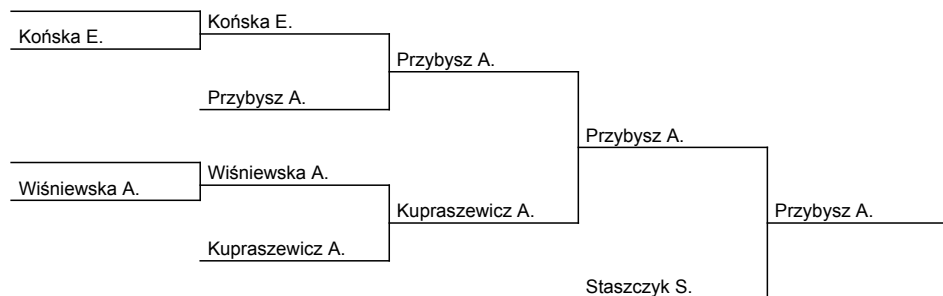 Końska E.
Końska E.
Przybysz A.
Przybysz A.
Przybysz A.
Wiśniewska A.
Wiśniewska A.
Kupraszewicz A.
Przybysz A.
Kupraszewicz A.
Staszczyk S.